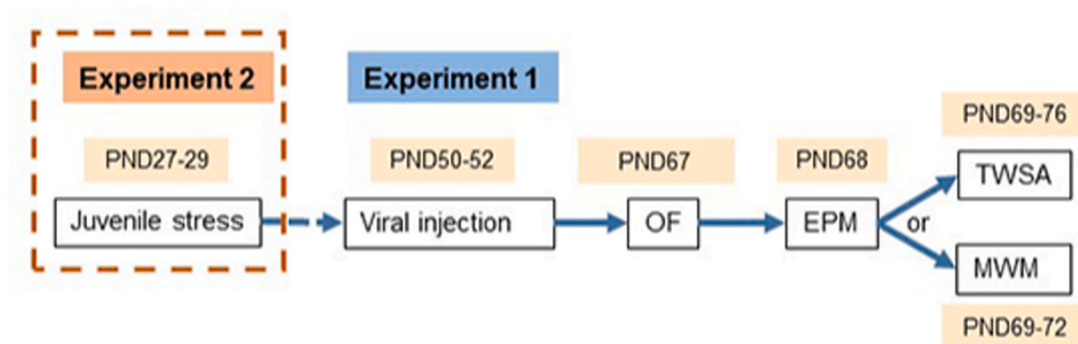 Experiment 2
Experiment 1
PND27-29
PND50-52
PND67
PND68
PND69-76
Juvenile stress
Viral injection
OF
EPM
or
TWSA
MWM
PND69-72